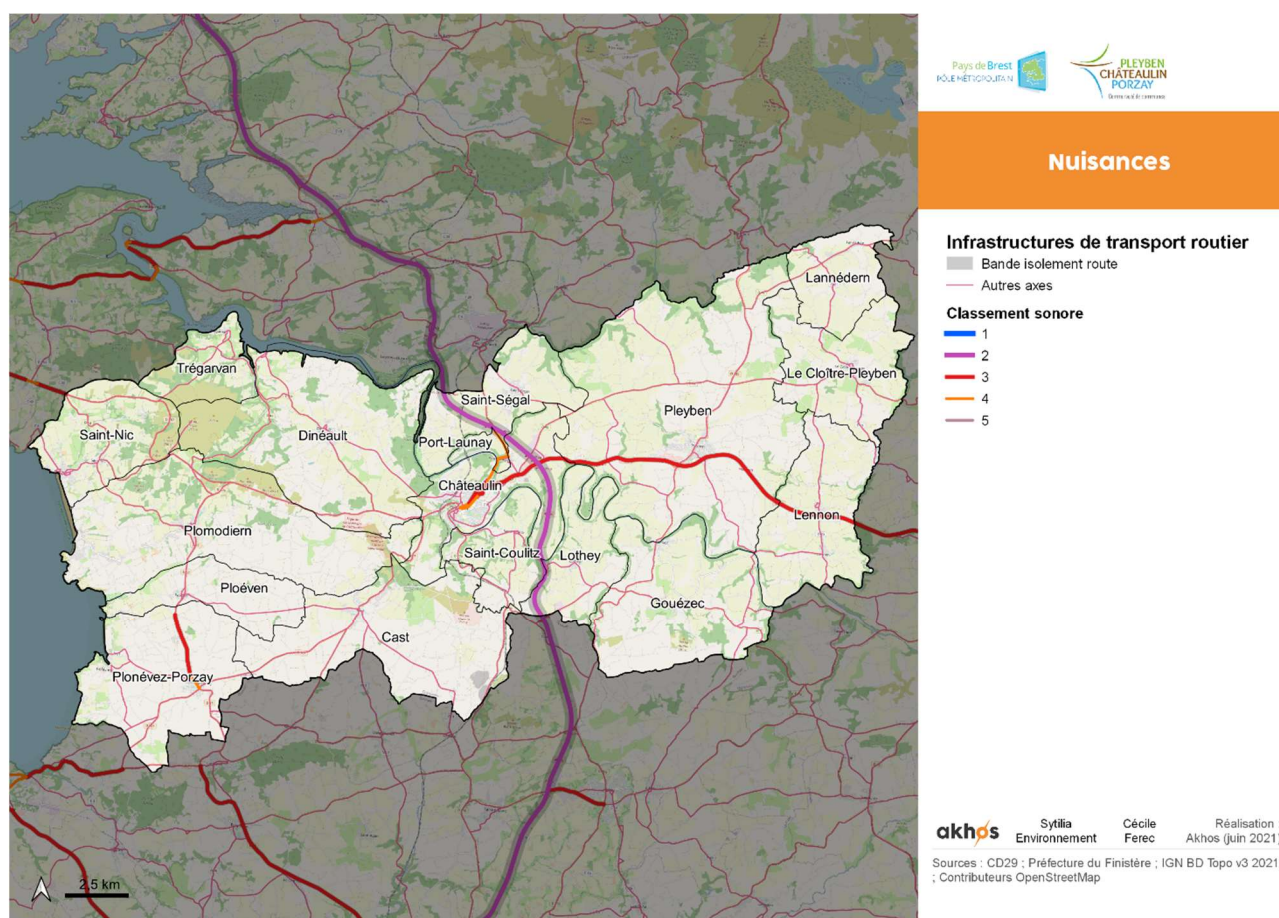 Pays de Brest
PÔLE MÉTROPOLITAIN
PLEYBEN
CHÂTEAULIN
PORZAY
Communauté de communes
Nuisances
Infrastructures de transport routier
Bande isolement route
Autres axes
Classement sonore
1
2
3
4
5
Lannédern
Trégarvan
Le Cloître-Pleyben
Saint-Ségal
Pleyben
Saint-Nic
Dinéault
Port-Launay
Châteaulin
Plomodiern
Lennon
Saint-Coulitz
Lothey
Ploéven
Gouézec
Cast
Plonévez-Porzay
2,5 km
akhos
Sytilia
Environnement
Cécile
Ferec
Réalisation :
Akhos (juin 2021)
Sources : CD29 ; Préfecture du Finistère ; IGN BD Topo v3 2021
; Contributeurs OpenStreetMap